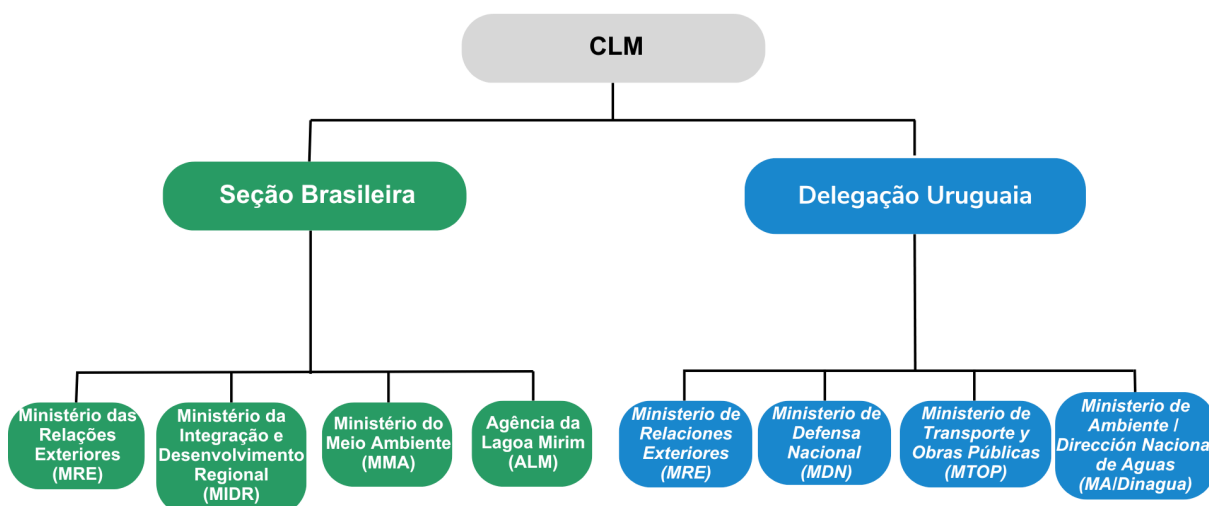 CLM
Seção Brasileira
Delegação Uruguaia
Ministério das
Relações
Exteriores
(MRE)
Ministério da
Integração e
Desenvolvimento
Regional
(MIDR)
Ministério do
Meio Ambiente
(MMA)
Agência da
Lagoa Mirim
(ALM)
Ministerio de
Relaciones
Exteriores
(MRE)
Ministerio de
Defensa
Nacional
(MDN)
Ministerio de
Transporte y
Obras Públicas
(MTOP)
Ministerio de
Ambiente /
Dirección Nacional
de Aguas
(MA/Dinagua)